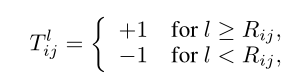 T^l_{ij} = { +1 for l ≥ R_{ij},
−1 for l < R_{ij},